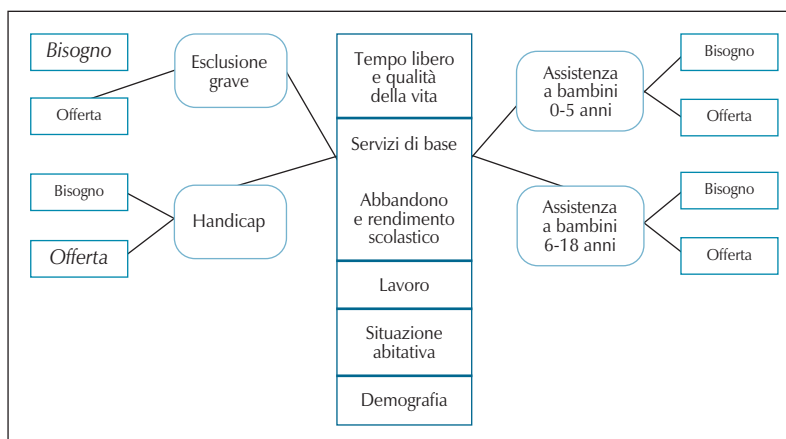 Bisogno
Offerta
Bisogno
Offerta
Esclusione
grave
Handicap
Tempo libero
e qualità
della vita
Servizi di base
Abbandono
e rendimento
scolastico
Lavoro
Situazione
abitativa
Demografia
Assistenza
a bambini
0-5 anni
Assistenza
a bambini
6-18 anni
Bisogno
Offerta
Bisogno
Offerta